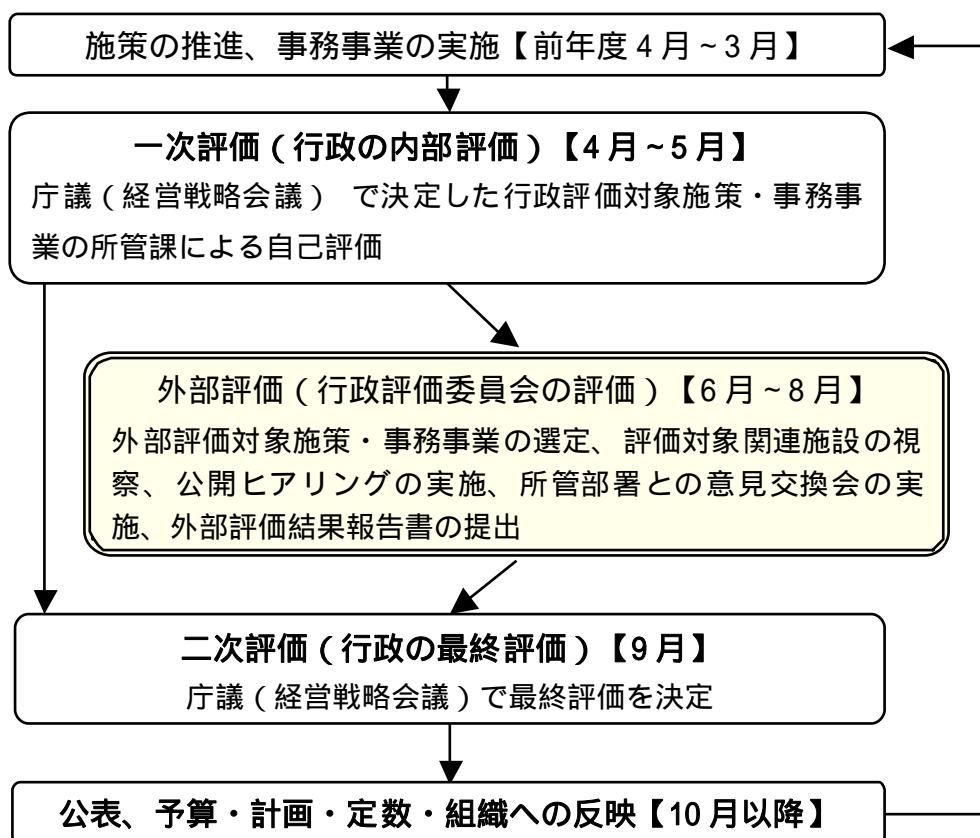 施策の推進、事務事業の実施【前年度4月~3月】
一次評価(行政の内部評価)【4月~5月】
庁議(経営戦略会議) で決定した行政評価対象施策・事務事
業の所管課による自己評価
外部評価(行政評価委員会の評価)【6月~8月】
外部評価対象施策・事務事業の選定、評価対象関連施設の視
察、公開ヒアリングの実施、所管部署との意見交換会の実
施、外部評価結果報告書の提出
二次評価(行政の最終評価)【9月】
庁議(経営戦略会議)で最終評価を決定
公表、予算・計画・定数・組織への反映【10月以降】